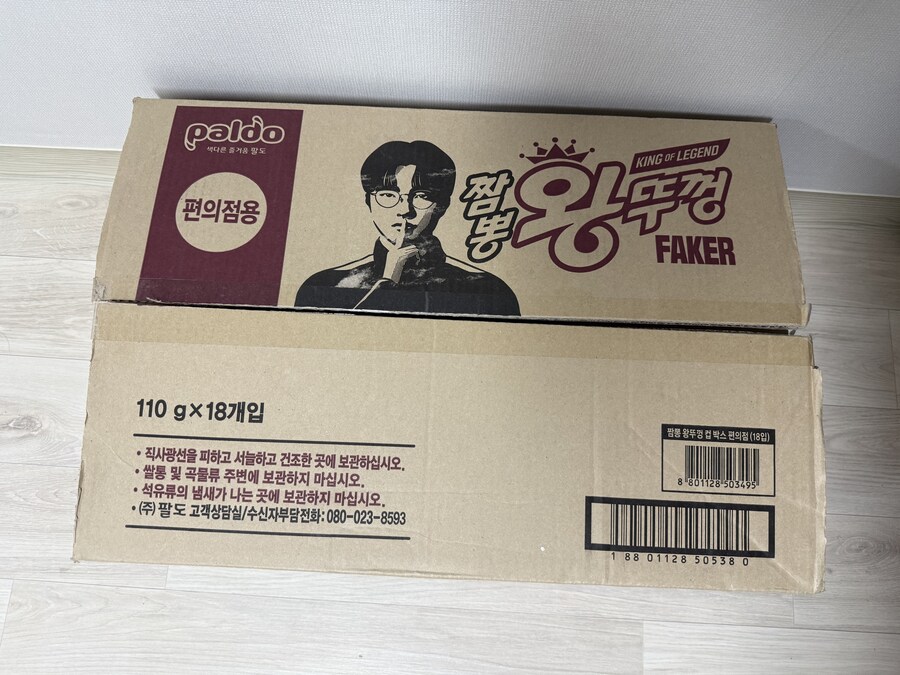 paldo
색다른 즐거움 팔도
편의점용
짬뽕
왕뚜껑
KING OF LEGEND
FAKER
110 g×18개입
• 직사광선을 피하고 서늘하고 건조한 곳에 보관하십시오.
• 쌀통 및 곡물류 주변에 보관하지 마십시오.
• 석유류의 냄새가 나는 곳에 보관하지 마십시오.
• (주) 팔도 고객상담실/수신자부담전화: 080-023-8593
짬뽕 왕뚜껑 컵 박스 편의점 (18입)
8 801128 503495
1 88 01128 50538 0